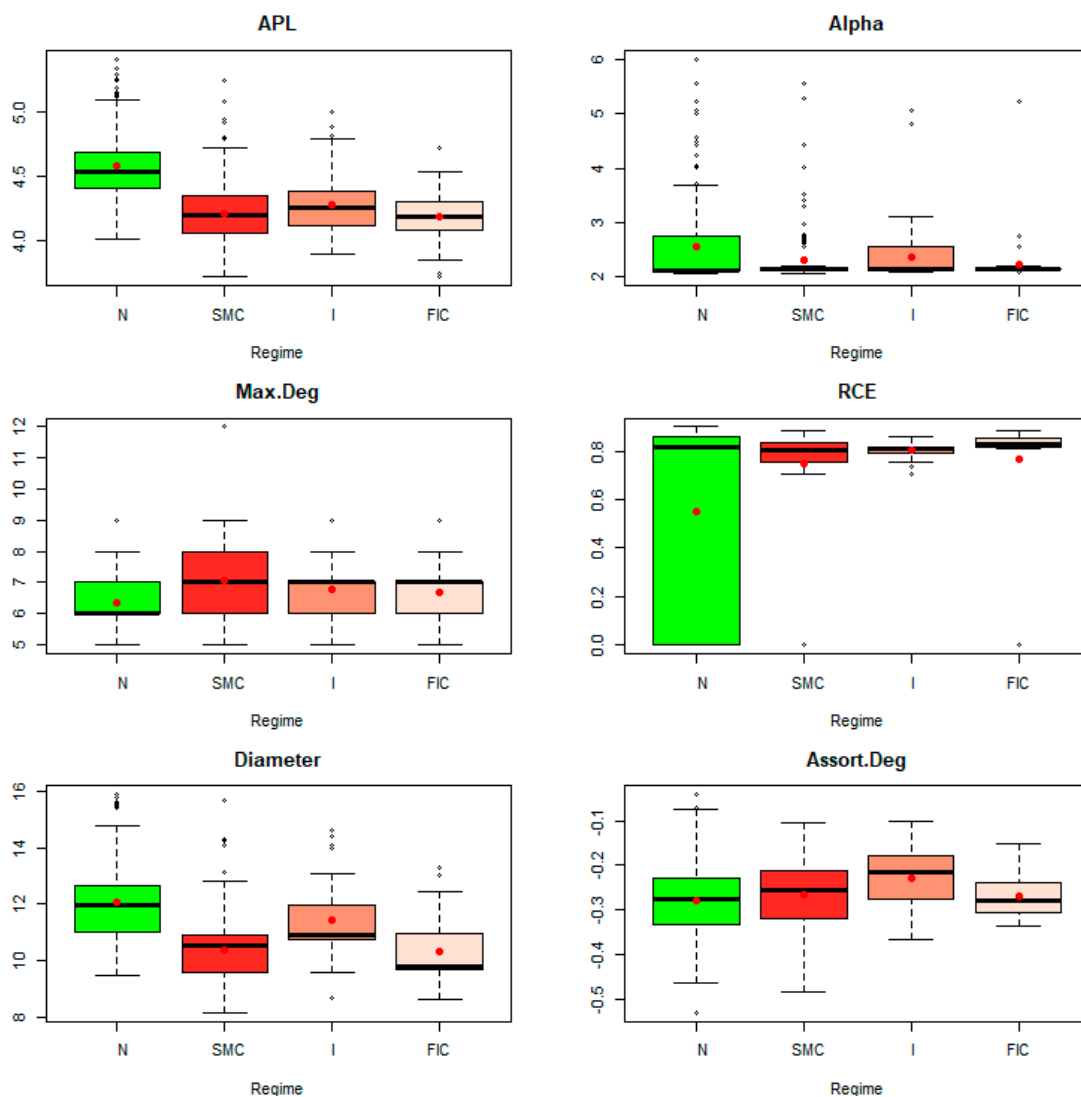 APL
5.0
4.5
4.0
N SMC I FIC
Regime
Alpha
6
5
4
3
2
N SMC I FIC
Regime
Max.Deg
12
11
10
9
8
7
6
5
N SMC I FIC
Regime
RCE
0.8
0.6
0.4
0.2
0.0
N SMC I FIC
Regime
Diameter
16
14
12
10
8
N SMC I FIC
Regime
Assort.Deg
-0.1
-0.2
-0.3
-0.4
-0.5
N SMC I FIC
Regime